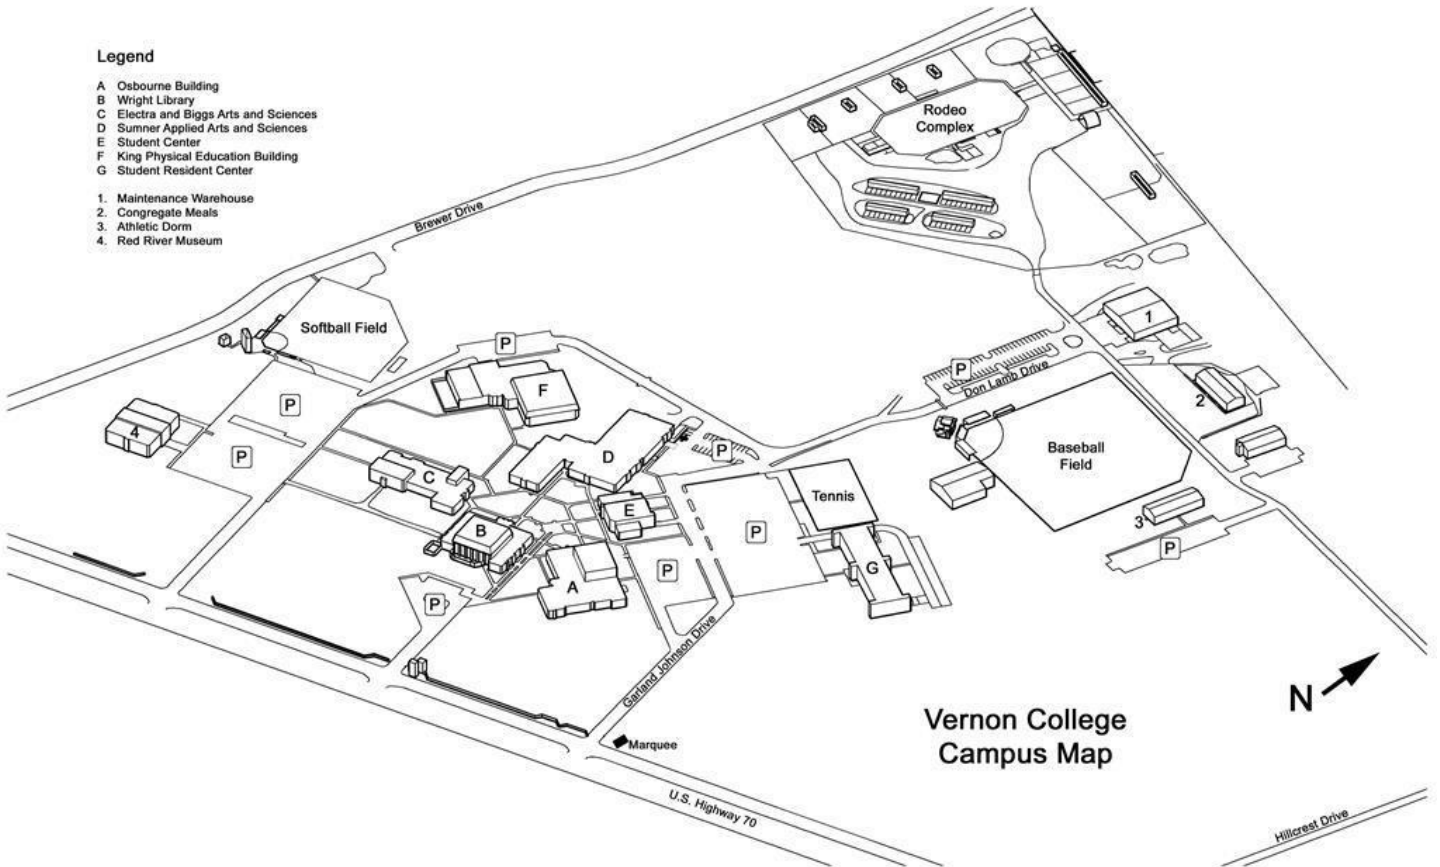 Legend
A Osbourne Building
B Wright Library
C Electra and Biggs Arts and Sciences
D Sumner Applied Arts and Sciences
E Student Center
F King Physical Education Building
G Student Resident Center
1. Maintenance Warehouse
2. Congregate Meals
3. Athletic Dorm
4. Red River Museum
Rodeo
Complex
Brewer Drive
Softball Field
1
P
P
Don Lamb Drive
F
2
P
4
P
D
P
Baseball
Field
C
Tennis
E
3
B
P
P
G
P
A
P
Garland Johnson Drive
N
Vernon College
Campus Map
Marquee
U.S. Highway 70
Hillcrest Drive